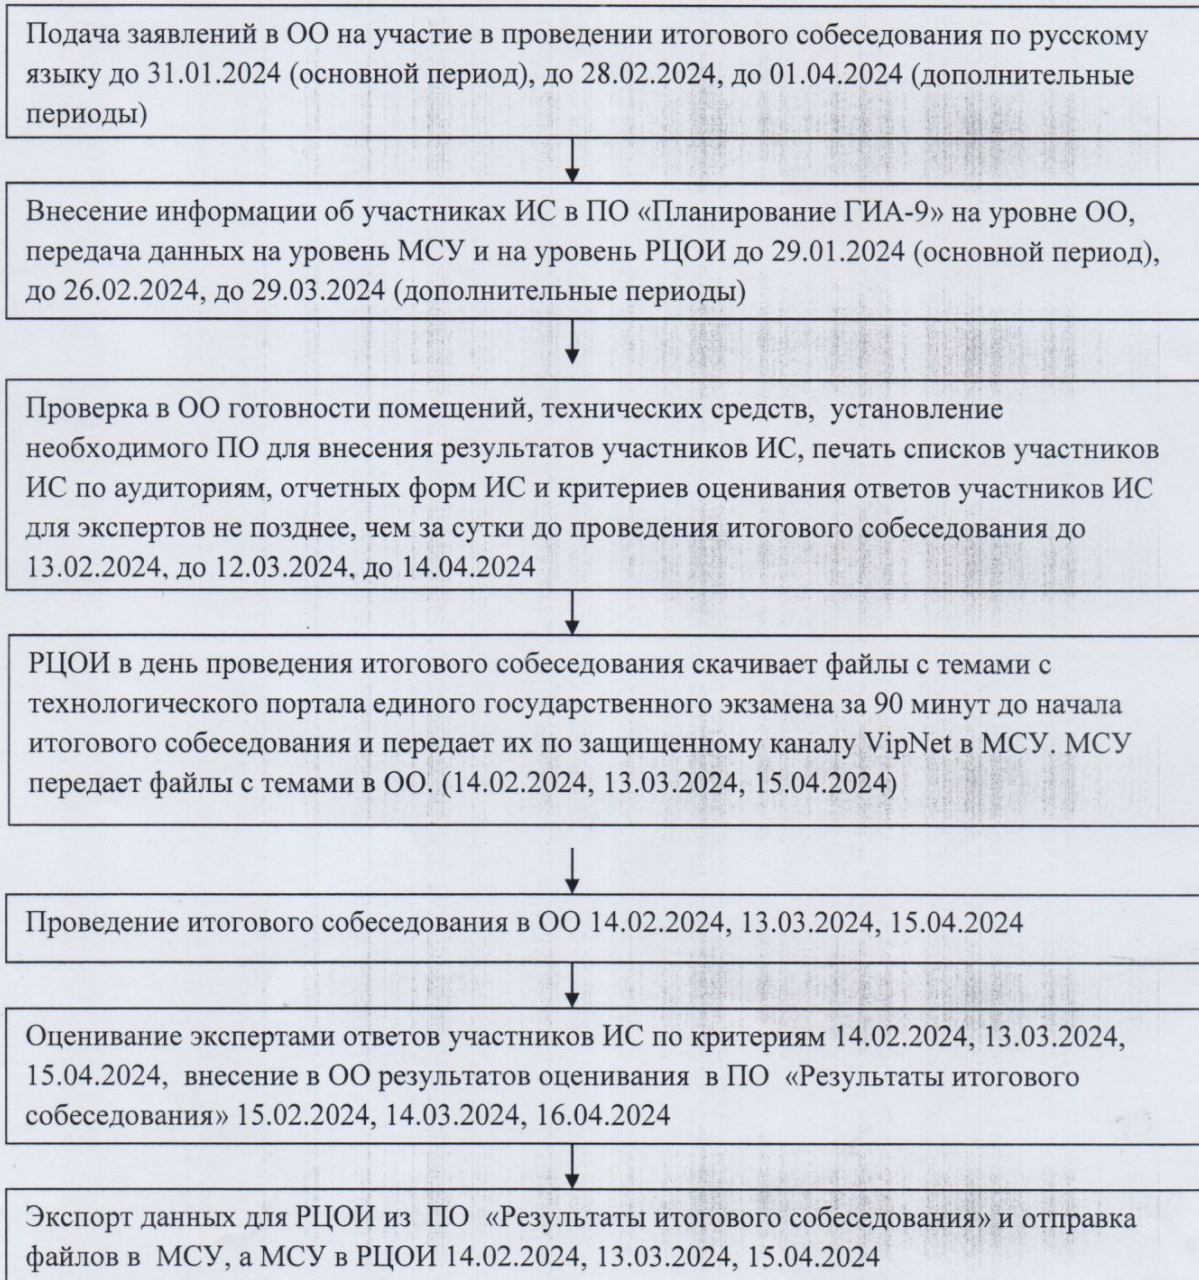 Подача заявлений в ОО на участие в проведении итогового собеседования по русскому
языку до 31.01.2024 (основной период), до 28.02.2024, до 01.04.2024 (дополнительные
периоды)
Внесение информации об участниках ИС в ПО «Планирование ГИА-9» на уровне ОО,
передача данных на уровень МСУ и на уровень РЦОИ до 29.01.2024 (основной период),
до 26.02.2024, до 29.03.2024 (дополнительные периоды)
Проверка в ОО готовности помещений, технических средств, установление
необходимого ПО для внесения результатов участников ИС, печать списков участников
ИС по аудиториям, отчетных форм ИС и критериев оценивания ответов участников ИС
для экспертов не позднее, чем за сутки до проведения итогового собеседования до
13.02.2024, до 12.03.2024, до 14.04.2024
РЦОИ в день проведения итогового собеседования скачивает файлы с темами с
технологического портала единого государственного экзамена за 90 минут до начала
итогового собеседования и передает их по защищенному каналу VipNet в МСУ. МСУ
передает файлы с темами в ОО. (14.02.2024, 13.03.2024, 15.04.2024)
Проведение итогового собеседования в ОО 14.02.2024, 13.03.2024, 15.04.2024
Оценивание экспертами ответов участников ИС по критериям 14.02.2024, 13.03.2024,
15.04.2024, внесение в ОО результатов оценивания в ПО «Результаты итогового
собеседования» 15.02.2024, 14.03.2024, 16.04.2024
Экспорт данных для РЦОИ из ПО «Результаты итогового собеседования» и отправка
файлов в МСУ, а МСУ в РЦОИ 14.02.2024, 13.03.2024, 15.04.2024